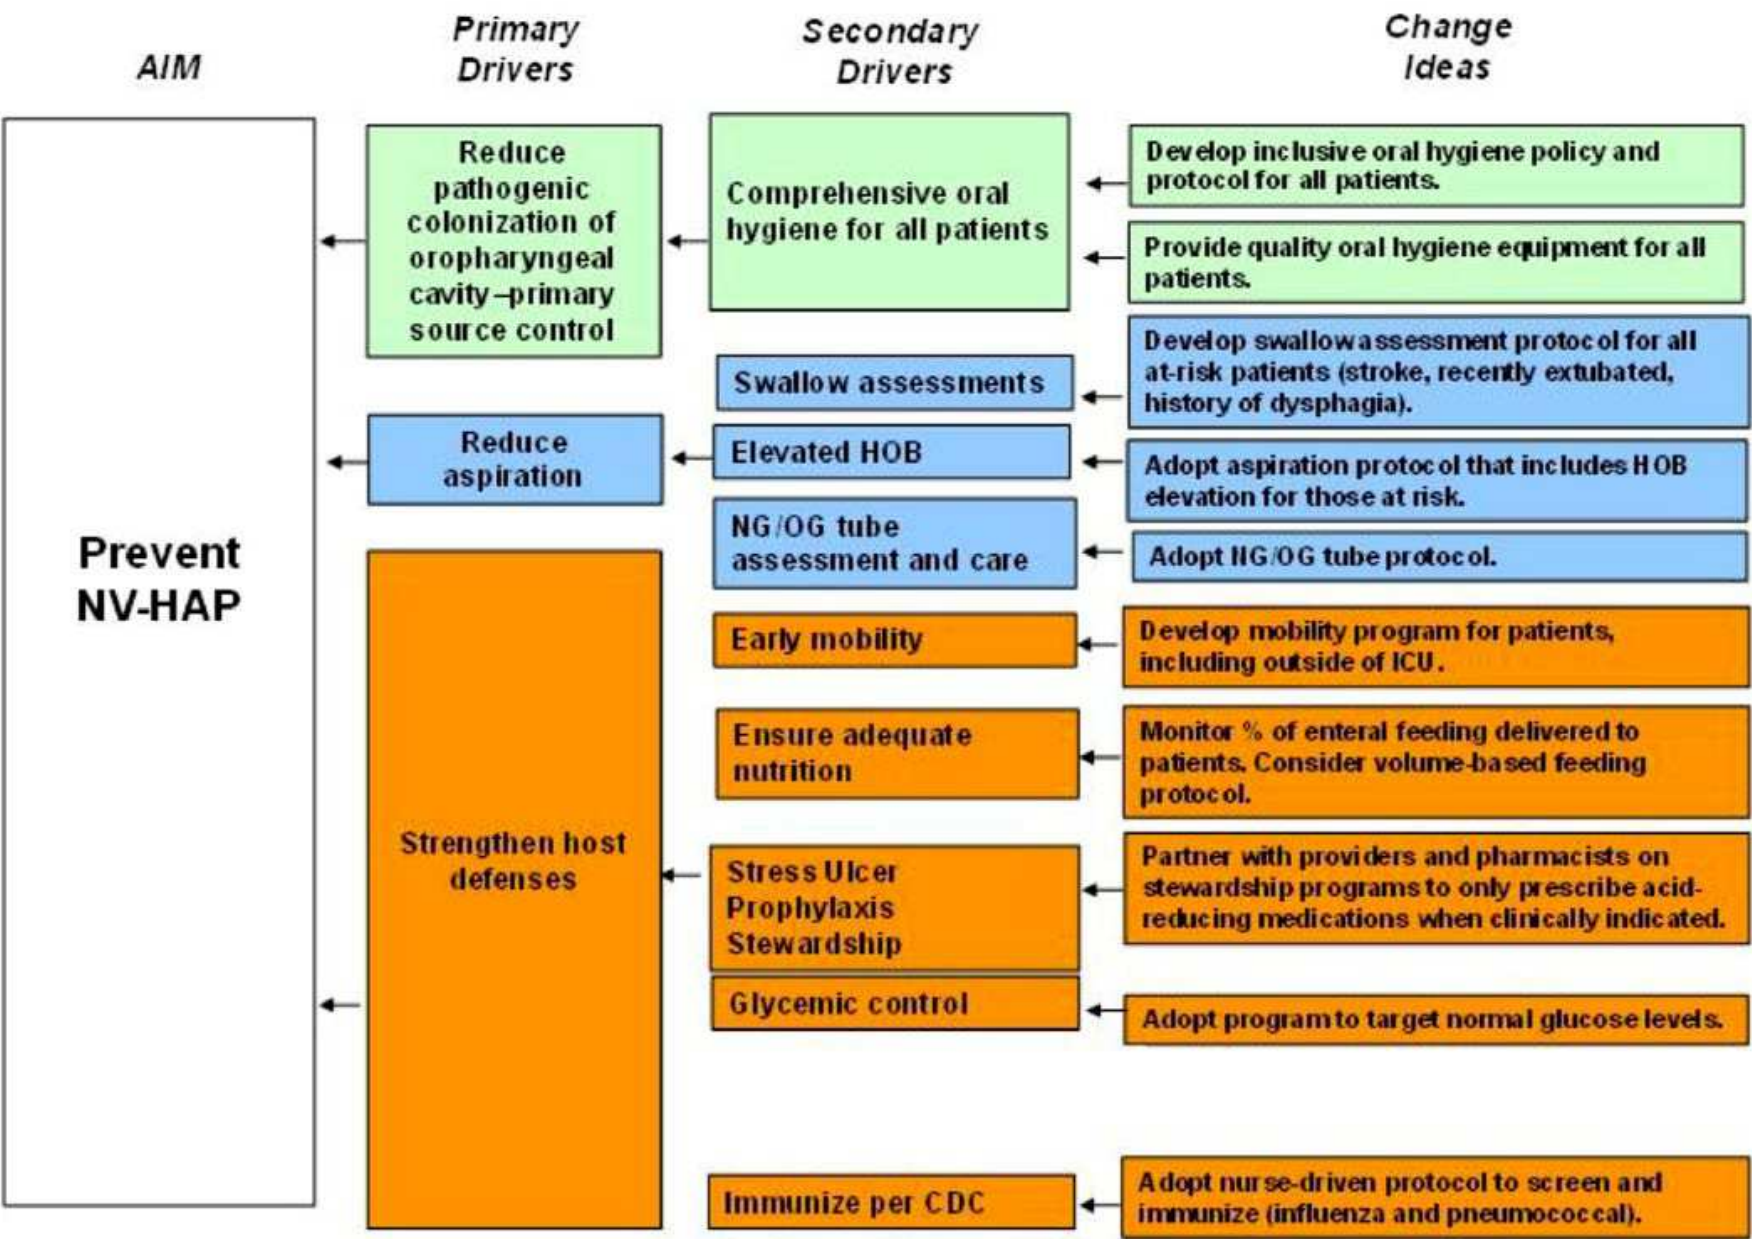 AIM
Primary
Drivers
Secondary
Drivers
Change
Ideas
Prevent
NV-HAP
Reduce
pathogenic
colonization of
oropharyngeal
cavity–primary
source control
Comprehensive oral
hygiene for all patients
Develop inclusive oral hygiene policy and
protocol for all patients.
Provide quality oral hygiene equipment for all
patients.
Reduce
aspiration
Swallow assessments
Develop swallow assessment protocol for all
at-risk patients (stroke, recently extubated,
history of dysphagia).
Elevated HOB
Adopt aspiration protocol that includes HOB
elevation for those at risk.
NG/OG tube
assessment and care
Adopt NG/OG tube protocol.
Strengthen host
defenses
Early mobility
Develop mobility program for patients,
including outside of ICU.
Ensure adequate
nutrition
Monitor % of enteral feeding delivered to
patients. Consider volume-based feeding
protocol.
Stress Ulcer
Prophylaxis
Stewardship
Partner with providers and pharmacists on
stewardship programs to only prescribe acid-
reducing medications when clinically indicated.
Glycemic control
Adopt program to target normal glucose levels.
Immunize per CDC
Adopt nurse-driven protocol to screen and
immunize (influenza and pneumococcal).